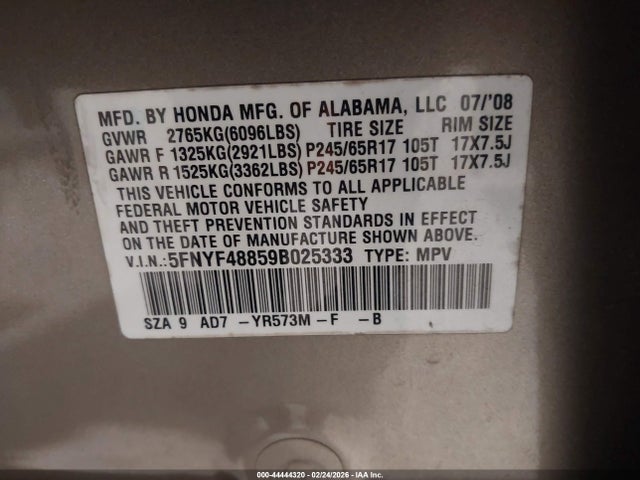 MFD. BY HONDA MFG. OF ALABAMA, LLC 07/'08
GVWR 2765KG(6096LBS) TIRE SIZE RIM SIZE
GAWR F 1325KG(2921LBS) P245/65R17 105T 17X7.5J
GAWR R 1525KG(3362LBS) P245/65R17 105T 17X7.5J
THIS VEHICLE CONFORMS TO ALL APPLICABLE
FEDERAL MOTOR VEHICLE SAFETY
AND THEFT PREVENTION STANDARDS IN EFFECT
ON THE DATE OF MANUFACTURE SHOWN ABOVE.
V.I.N.:5FNYF48859B025333 TYPE: MPV
SZA 9 AD7 -YR573M -F -B
000-44444320 - 02/24/2026 - IAA Inc.